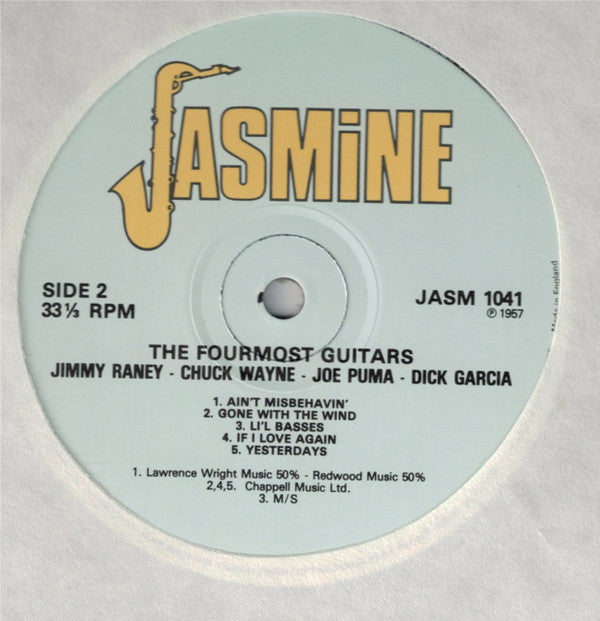 JASMiNE
SIDE 2
33⅓ RPM
JASM 1041
℗ 1957
Made in England
THE FOURMOST GUITARS
JIMMY RANEY - CHUCK WAYNE - JOE PUMA - DICK GARCIA
1. AIN'T MISBEHAVIN'
2. GONE WITH THE WIND
3. LI'L BASSES
4. IF I LOVE AGAIN
5. YESTERDAYS
1. Lawrence Wright Music 50% - Redwood Music 50%
2,4,5. Chappell Music Ltd.
3. M/S